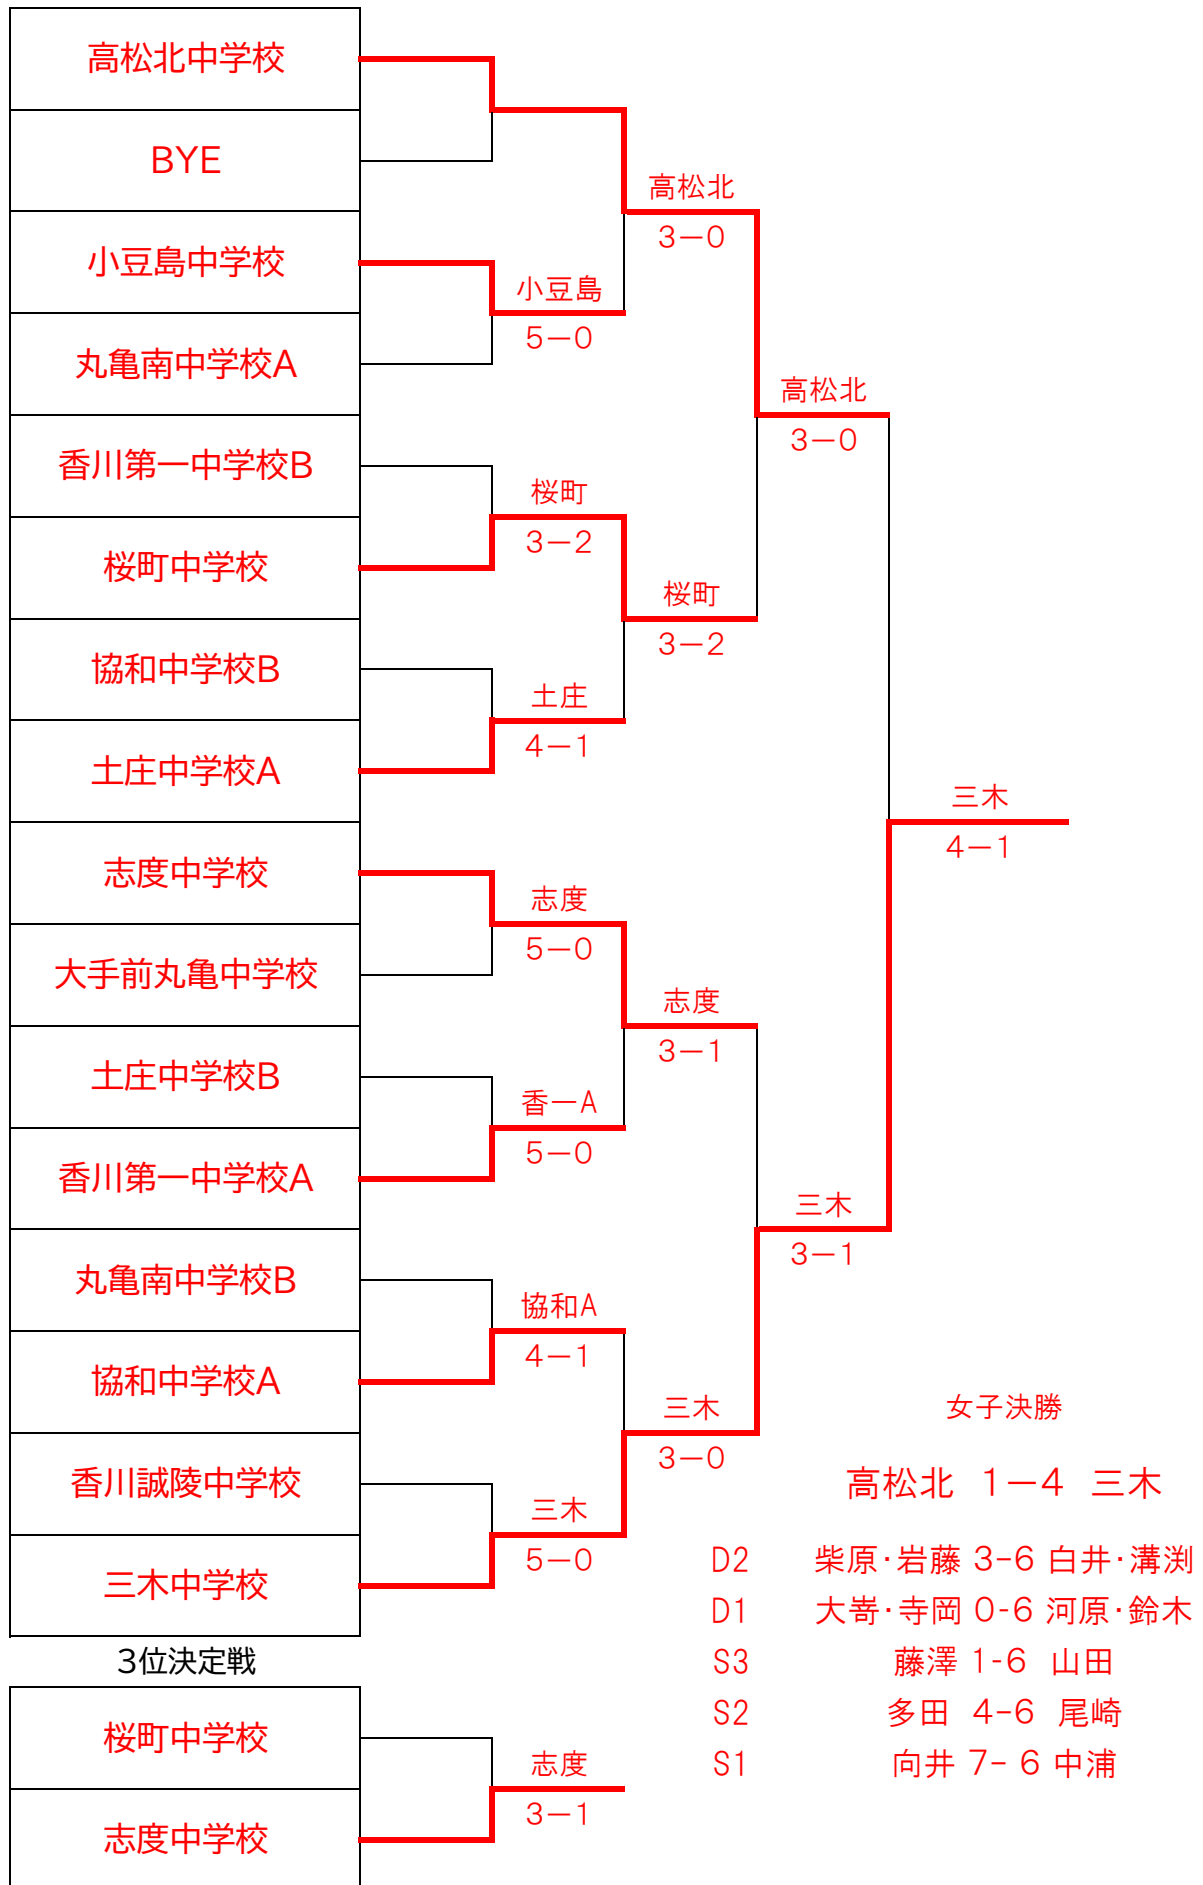 高松北中学校
BYE
小豆島中学校
丸亀南中学校A
香川第一中学校B
桜町中学校
協和中学校B
土庄中学校A
志度中学校
大手前丸亀中学校
土庄中学校B
香川第一中学校A
丸亀南中学校B
協和中学校A
香川誠陵中学校
三木中学校
小豆島
5－0
桜町
3－2
土庄
4－1
志度
5－0
香一A
5－0
協和A
4－1
三木
5－0
高松北
3－0
桜町
3－2
志度
3－1
三木
3－0
高松北
3－0
三木
3－1
三木
4－1
3位決定戦
桜町中学校
志度中学校
志度
3－1
女子決勝
高松北 1－4 三木
D2 柴原・岩藤 3-6 白井・溝渕
D1 大嵜・寺岡 0-6 河原・鈴木
S3 藤澤 1-6 山田
S2 多田 4-6 尾崎
S1 向井 7- 6 中浦